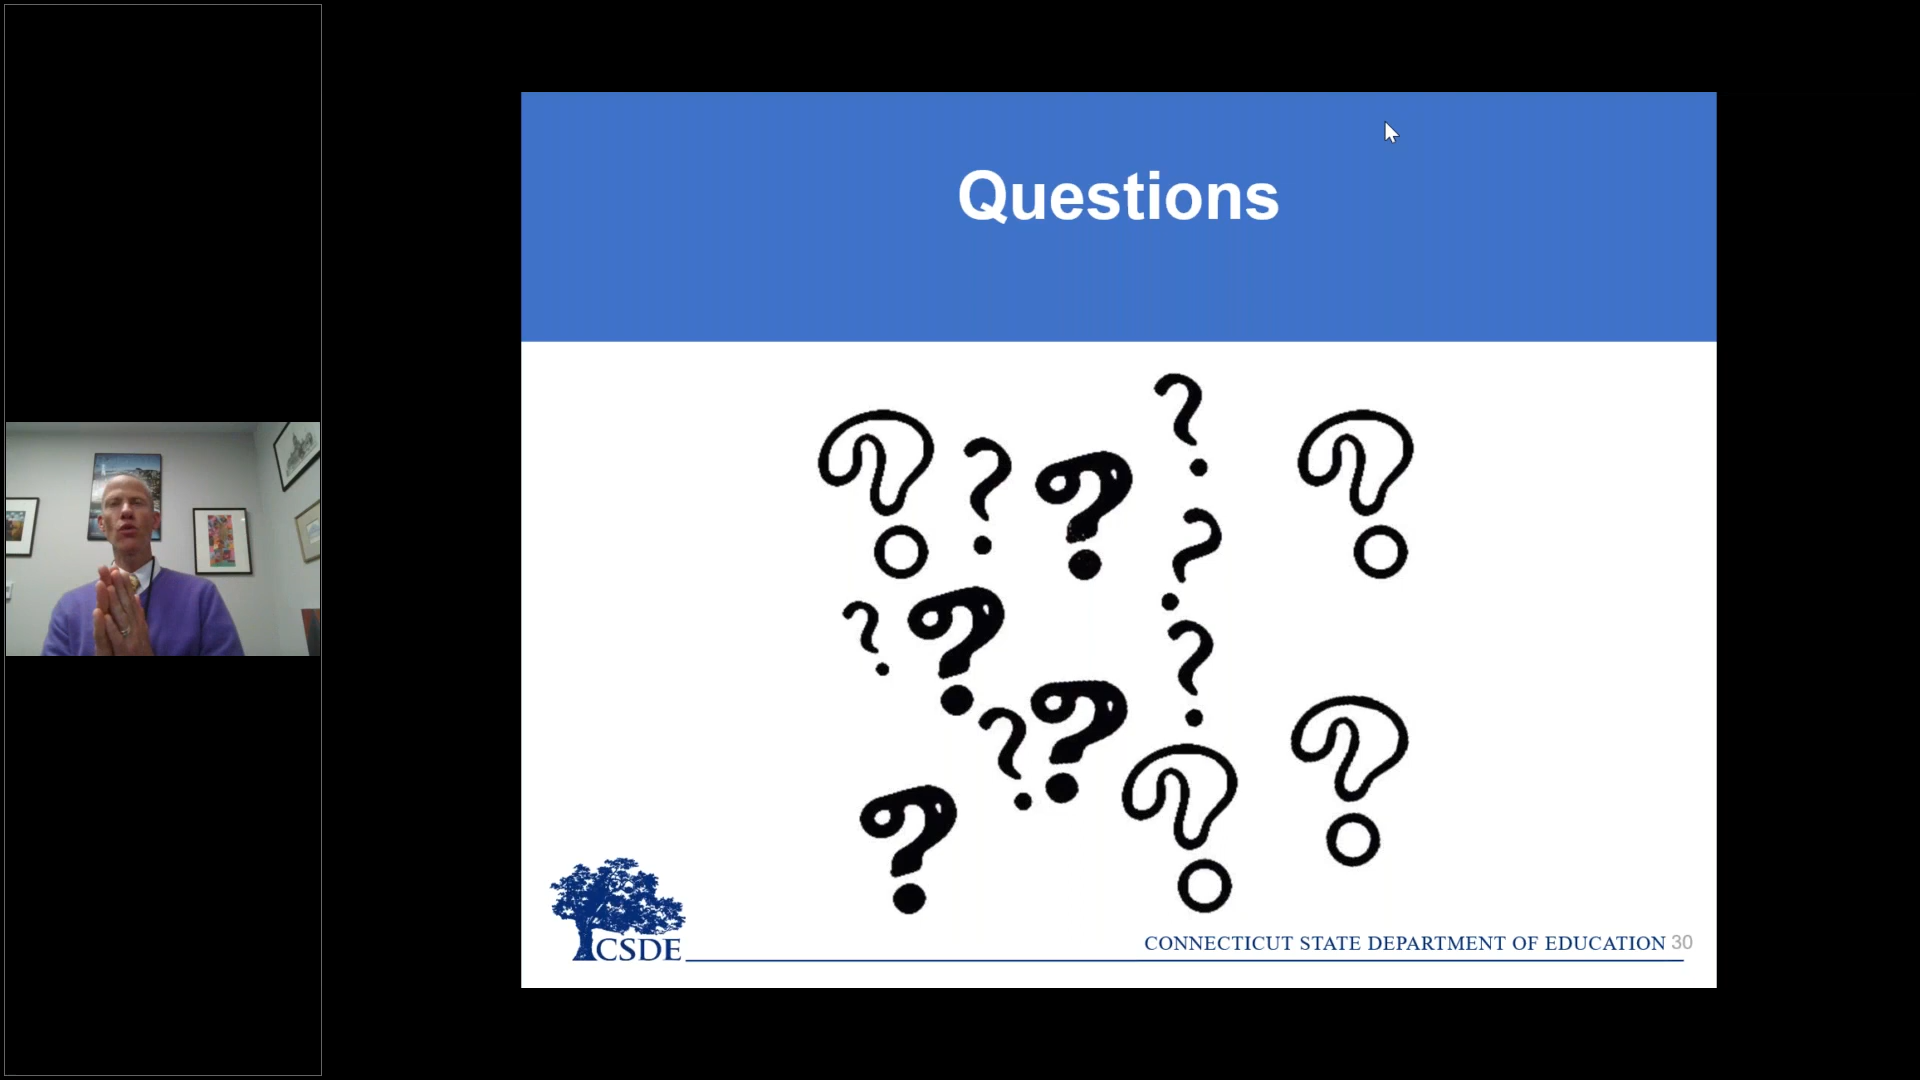 Questions
? ? ? ? ?
?
? ? ?
? ? ? ?
?
CSDE
CONNECTICUT STATE DEPARTMENT OF EDUCATION 30